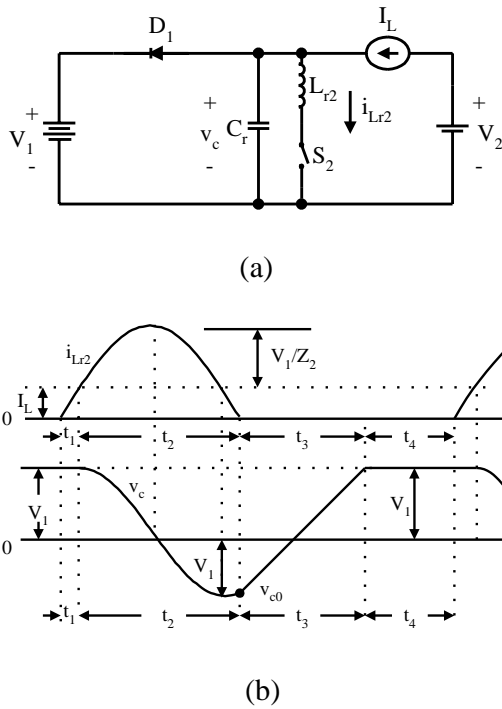 D1
IL
+
V1
-
+
vc
-
Cr
Lr2
iLr2
S2
+
V2
-
(a)
iLr2
V1/Z2
IL
0
t1 t2 t3 t4
vc
V1
V1
0
V1
vc0
t1 t2 t3 t4
(b)